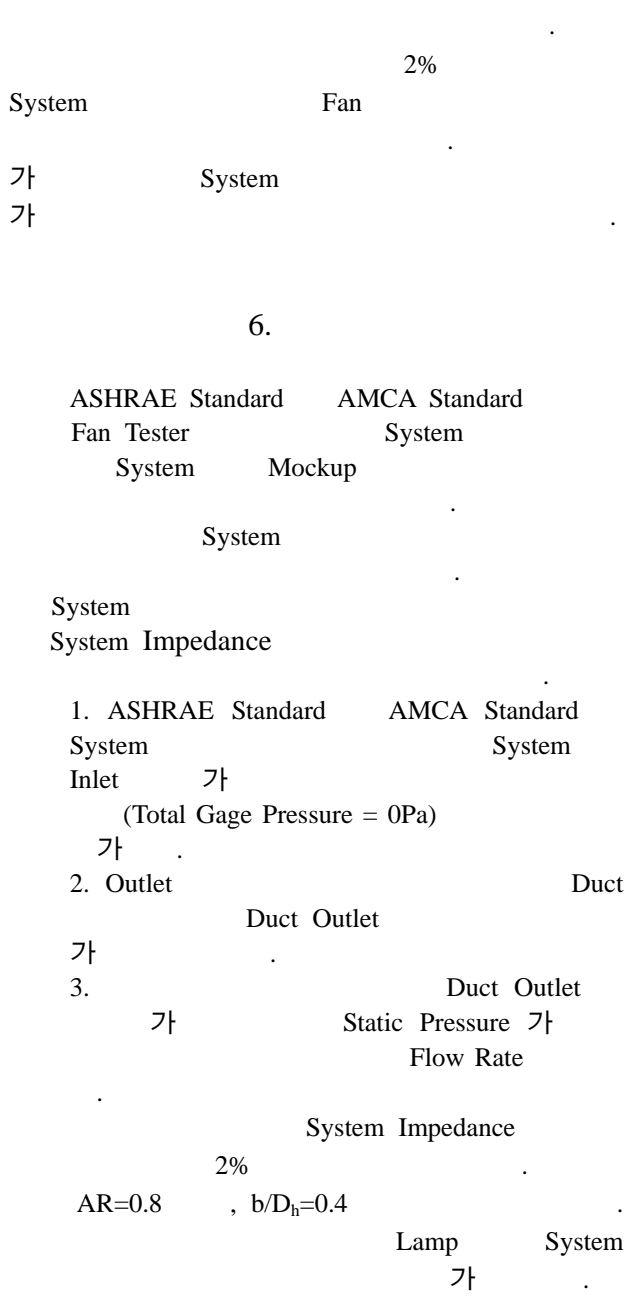 .
2%
System Fan
.
가 System
가 .
6.
ASHRAE Standard AMCA Standard
Fan Tester System
System Mockup
.
System
.
System
System Impedance
.
1. ASHRAE Standard AMCA Standard
System System
Inlet 가
(Total Gage Pressure = 0Pa)
가 .
2. Outlet Duct
Duct Outlet
가 .
3. Duct Outlet
가 Static Pressure 가
Flow Rate
.
System Impedance
2% .
AR=0.8 , b/Dₕ=0.4 .
Lamp System
가 .